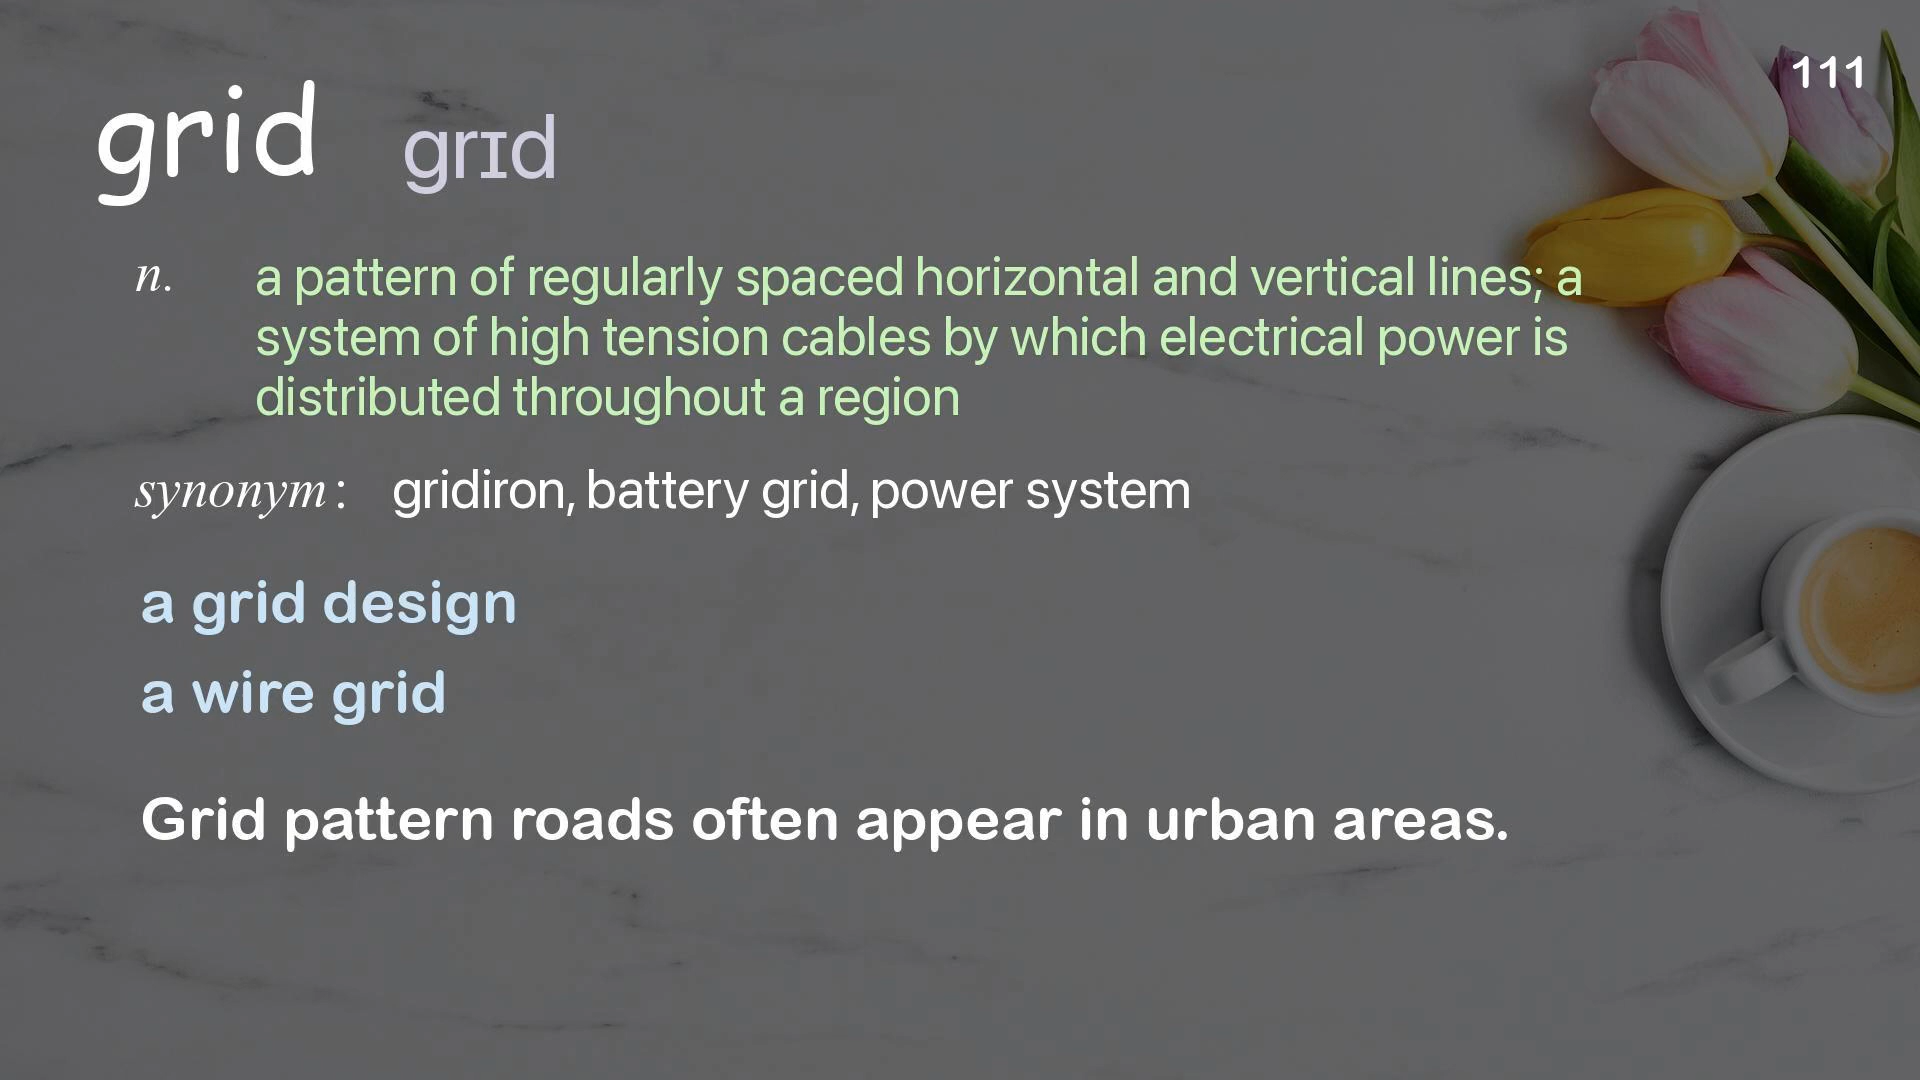 111
grid grɪd
n. a pattern of regularly spaced horizontal and vertical lines; a
system of high tension cables by which electrical power is
distributed throughout a region
synonym: gridiron, battery grid, power system
a grid design
a wire grid
Grid pattern roads often appear in urban areas.